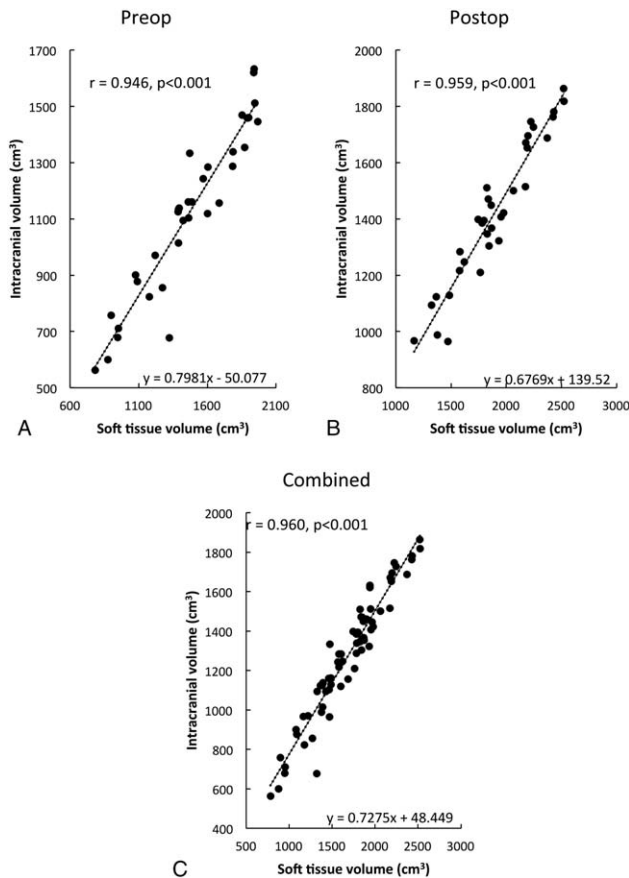 Preop
1700
1500
1300
1100
900
700
500
r = 0.946, p<0.001
y = 0.7981x - 50.077
600 1100 1600 2100
Intracranial volume (cm³)
Soft tissue volume (cm³)
A
Postop
2000
1800
1600
1400
1200
1000
800
r = 0.959, p<0.001
y = 0.6769x + 139.52
1000 1500 2000 2500 3000
Intracranial volume (cm³)
Soft tissue volume (cm³)
B
Combined
2000
1800
1600
1400
1200
1000
800
600
400
r = 0.960, p<0.001
y = 0.7275x + 48.449
500 1000 1500 2000 2500 3000
Intracranial volume (cm³)
Soft tissue volume (cm³)
C